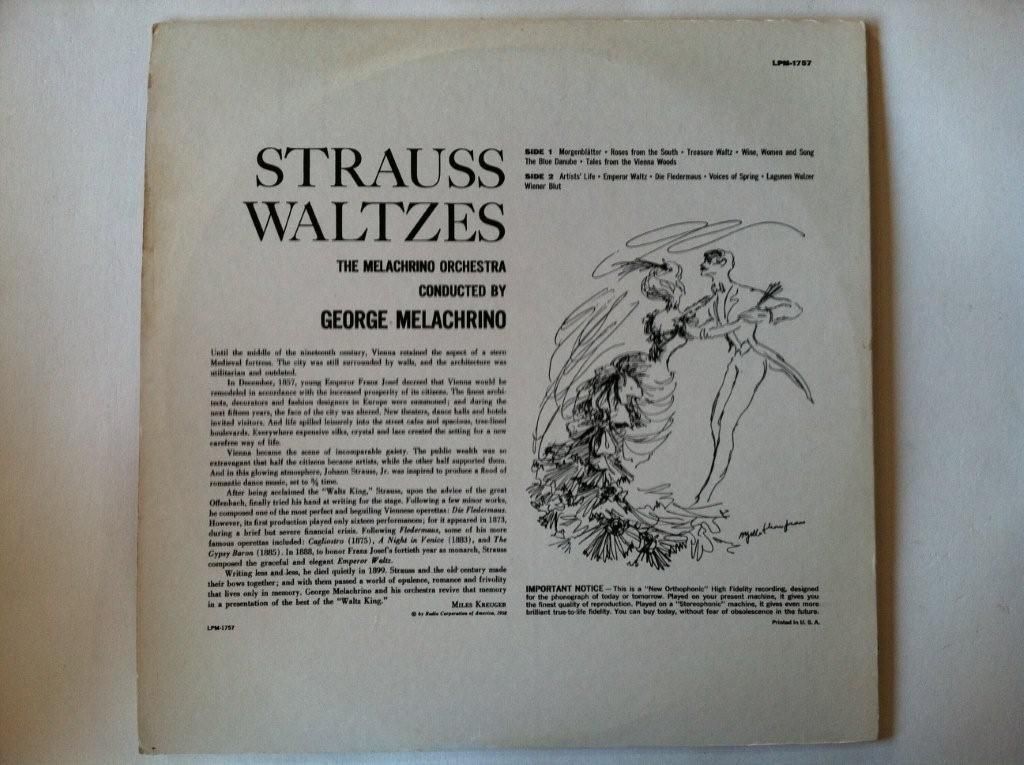 LPM-1757
STRAUSS
WALTZES
THE MELACHRINO ORCHESTRA
CONDUCTED BY
GEORGE MELACHRINO
SIDE 1 Morgenblätter • Roses from the South • Treasure Waltz • Wine, Women and Song
The Blue Danube • Tales from the Vienna Woods
SIDE 2 Artists' Life • Emperor Waltz • Die Fledermaus • Voices of Spring • Lagunen Walzer
Wiener Blut
Until the middle of the nineteenth century, Vienna retained the aspect of a stern
Medieval fortress. The city was still surrounded by walls, and the architecture was
utilitarian and outdated.
In December, 1857, young Emperor Franz Josef decreed that Vienna would be
remodeled in accordance with the increased prosperity of its citizens. The finest archi-
tects, decorators and fashion designers in Europe were summoned; and during the
next fifteen years, the face of the city was altered. New theaters, dance halls and hotels
invited visitors. And life spilled leisurely into the street cafes and spacious, tree-lined
boulevards. Everywhere expensive silks, crystal and lace created the setting for a new
carefree way of life.
Vienna became the scene of incomparable gaiety. The public wealth was so
extravagant that half the citizens became artists, while the other half supported them.
And in this glowing atmosphere, Johann Strauss, Jr. was inspired to produce a flood of
romantic dance music, set to ¾ time.
After being acclaimed the "Waltz King," Strauss, upon the advice of the great
Offenbach, finally tried his hand at writing for the stage. Following a few minor works,
he composed one of the most perfect and beguiling Viennese operettas: Die Fledermaus.
However, its first production played only sixteen performances; for it appeared in 1873,
during a brief but severe financial crisis. Following Fledermaus, some of his more
famous operettas included: Cagliostro (1875), A Night in Venice (1883), and The
Gypsy Baron (1885). In 1888, to honor Franz Josef's fortieth year as monarch, Strauss
composed the graceful and elegant Emperor Waltz.
Writing less and less, he died quietly in 1899. Strauss and the old century made
their bows together; and with them passed a world of opulence, romance and frivolity
that lives only in memory. George Melachrino and his orchestra revive that memory
in a presentation of the best of the "Waltz King."
MILES KREUGER
© by Radio Corporation of America, 1958
LPM-1757
IMPORTANT NOTICE — This is a "New Orthophonic" High Fidelity recording, designed
for the phonograph of today or tomorrow. Played on your present machine, it gives you
the finest quality of reproduction. Played on a "Stereophonic" machine, it gives even more
brilliant true-to-life fidelity. You can buy today, without fear of obsolescence in the future.
Printed in U. S. A.